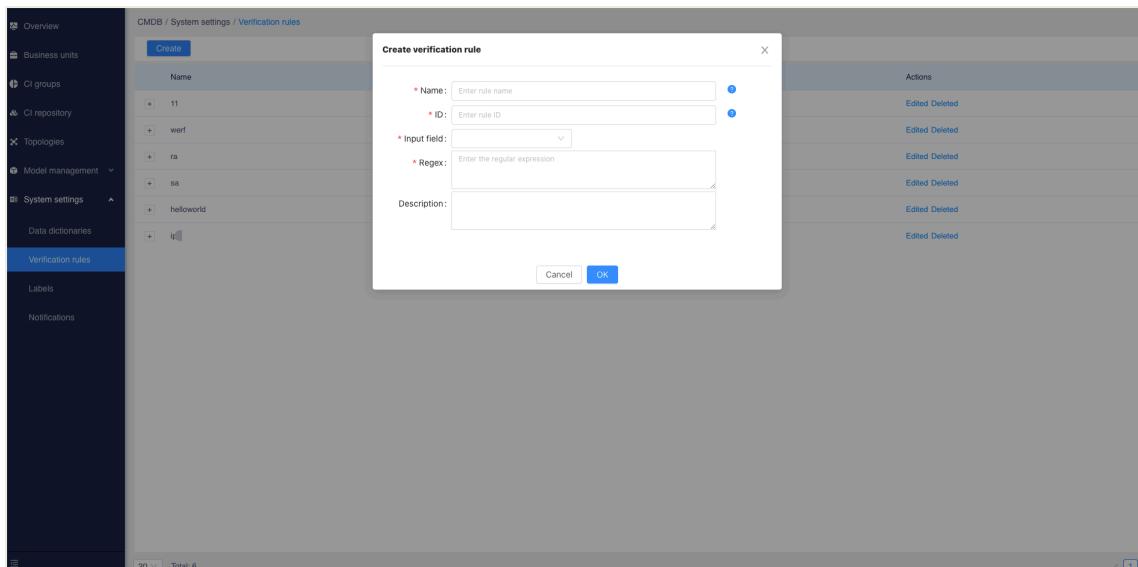 Overview
Business units
CI groups
CI repository
Topologies
Model management
System settings
Data dictionaries
Verification rules
Labels
Notifications
CMDB / System settings / Verification rules
Create
Name
Actions
11
Edited Deleted
werf
Edited Deleted
ra
Edited Deleted
sa
Edited Deleted
helloworld
Edited Deleted
Edited Deleted
20
Total: 6
1
Create verification rule
* Name: Enter rule name
* ID: Enter rule ID
* Input field:
* Regex: Enter the regular expression
Description:
Cancel OK